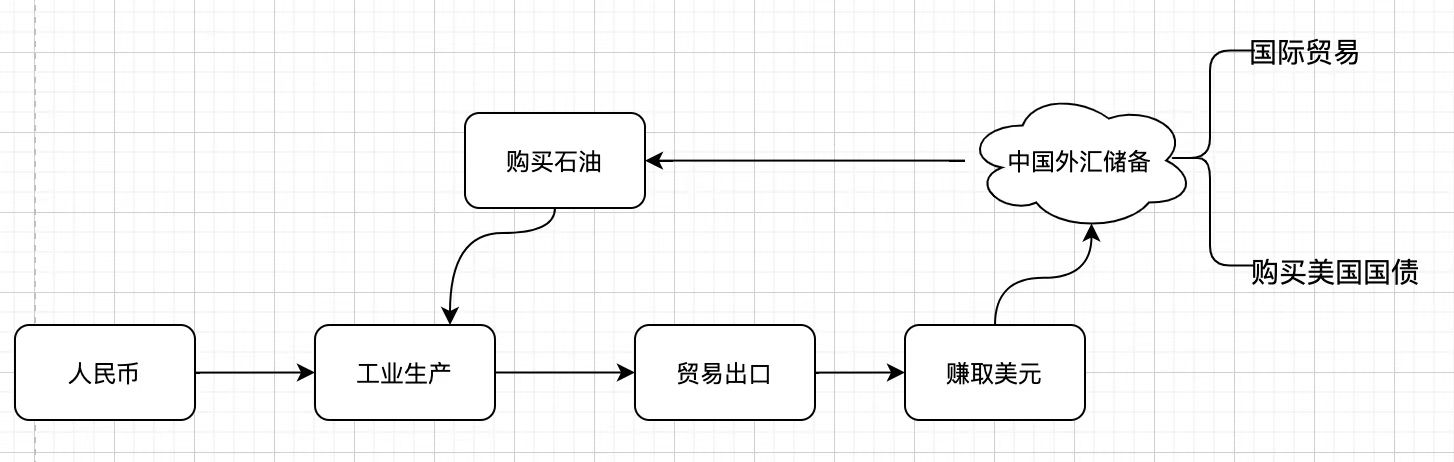 国际贸易
购买石油
中国外汇储备
购买美国国债
人民币
工业生产
贸易出口
赚取美元